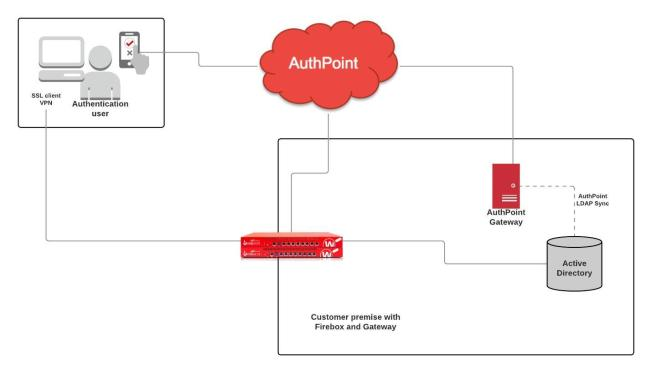 AuthPoint
SSL client
VPN
Authentication
user
AuthPoint
Gateway
AuthPoint
LDAP Sync
Active
Directory
Customer premise with
Firebox and Gateway